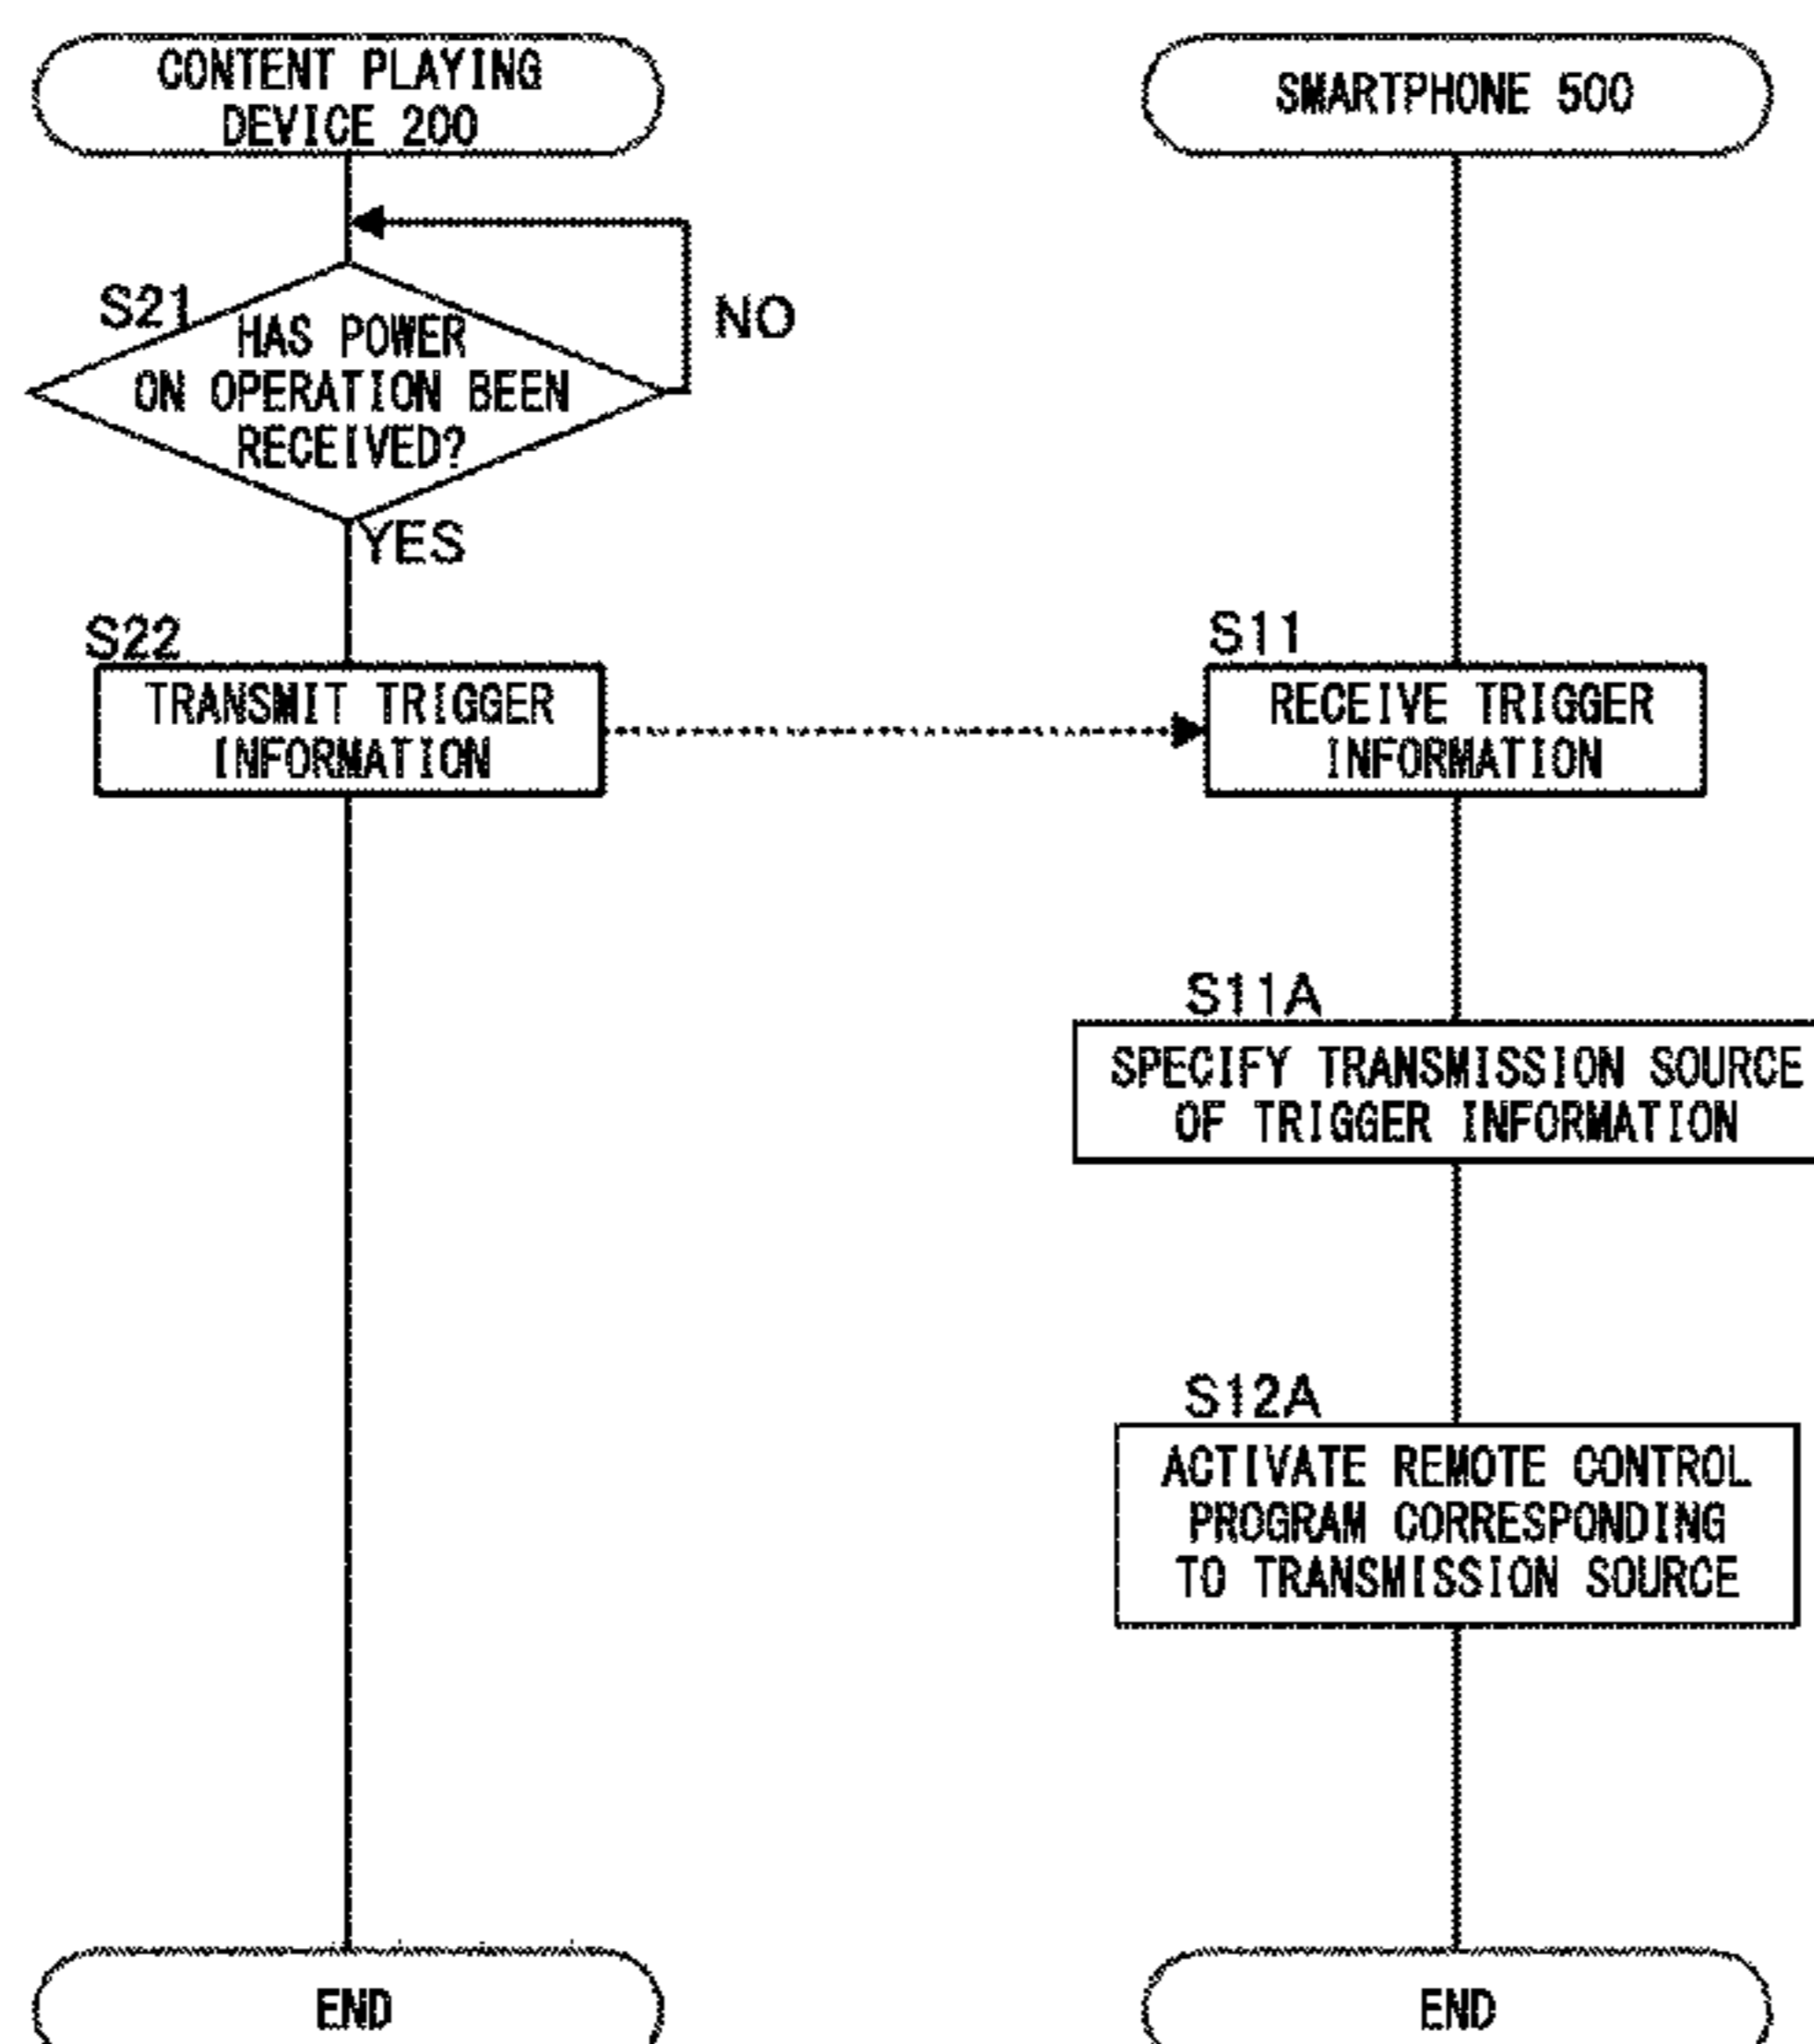 CONTENT PLAYING
DEVICE 200
SMARTPHONE 500
S21
HAS POWER
ON OPERATION BEEN
RECEIVED?
NO
YES
S22
TRANSMIT TRIGGER
INFORMATION
S11
RECEIVE TRIGGER
INFORMATION
S11A
SPECIFY TRANSMISSION SOURCE
OF TRIGGER INFORMATION
S12A
ACTIVATE REMOTE CONTROL
PROGRAM CORRESPONDING
TO TRANSMISSION SOURCE
END
END